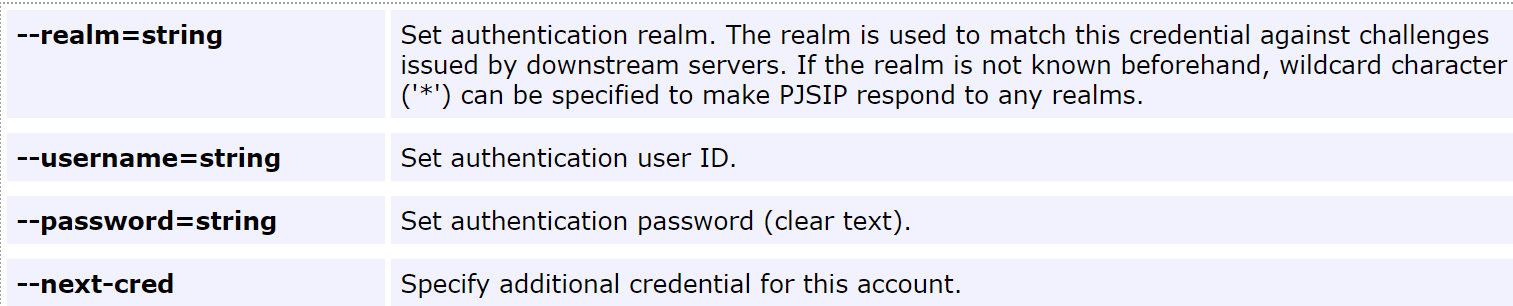 --realm=string
Set authentication realm. The realm is used to match this credential against challenges
issued by downstream servers. If the realm is not known beforehand, wildcard character
('*') can be specified to make PJSIP respond to any realms.
--username=string
Set authentication user ID.
--password=string
Set authentication password (clear text).
--next-cred
Specify additional credential for this account.